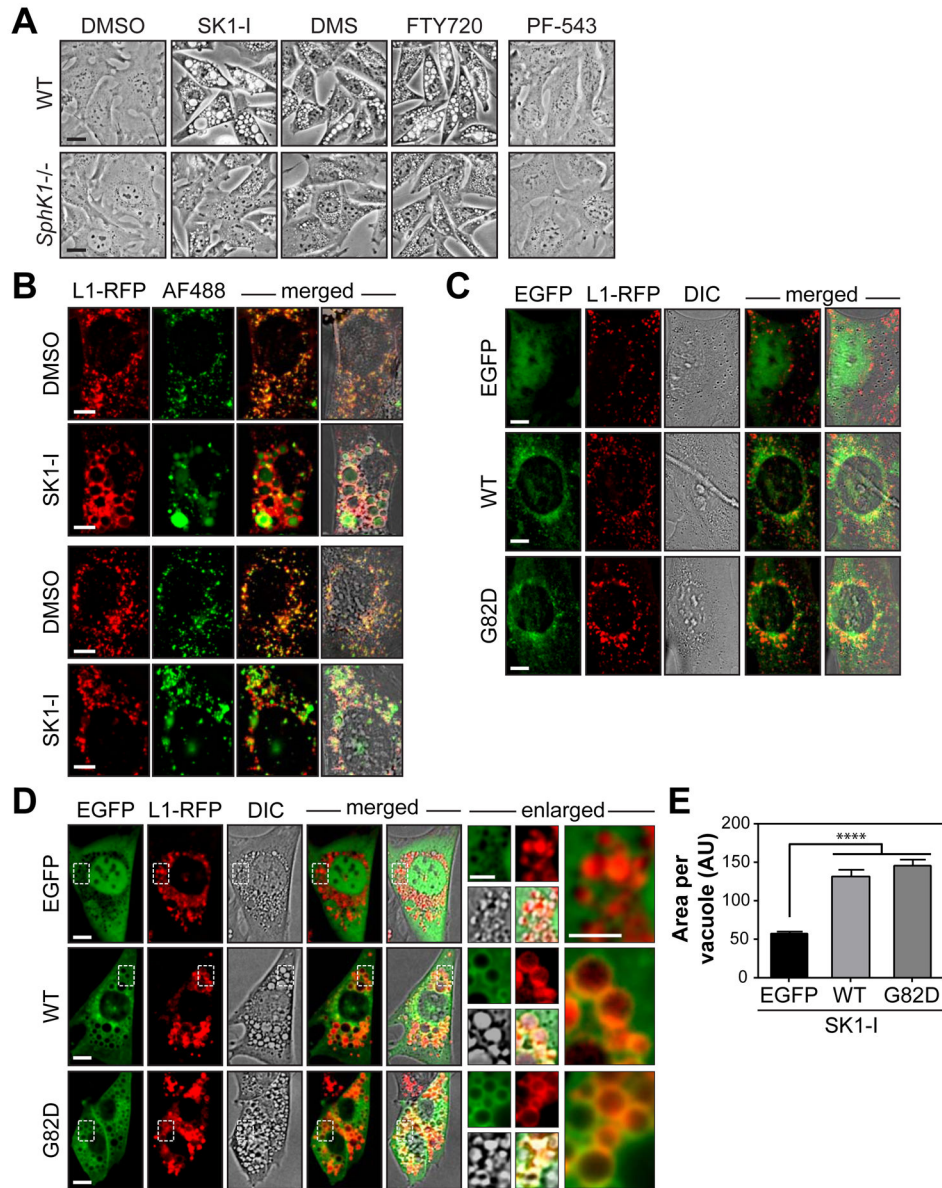 A
DMSO SK1-I DMS FTY720 PF-543
WT
SphK1-/-
B
L1-RFP AF488 merged
DMSO
SK1-I
DMSO
SK1-I
C
EGFP L1-RFP DIC merged
EGFP
WT
G82D
D
EGFP L1-RFP DIC merged enlarged
EGFP
WT
G82D
E
Area per
vacuole (AU)
200
150
100
50
0
****
EGFP WT G82D
SK1-I